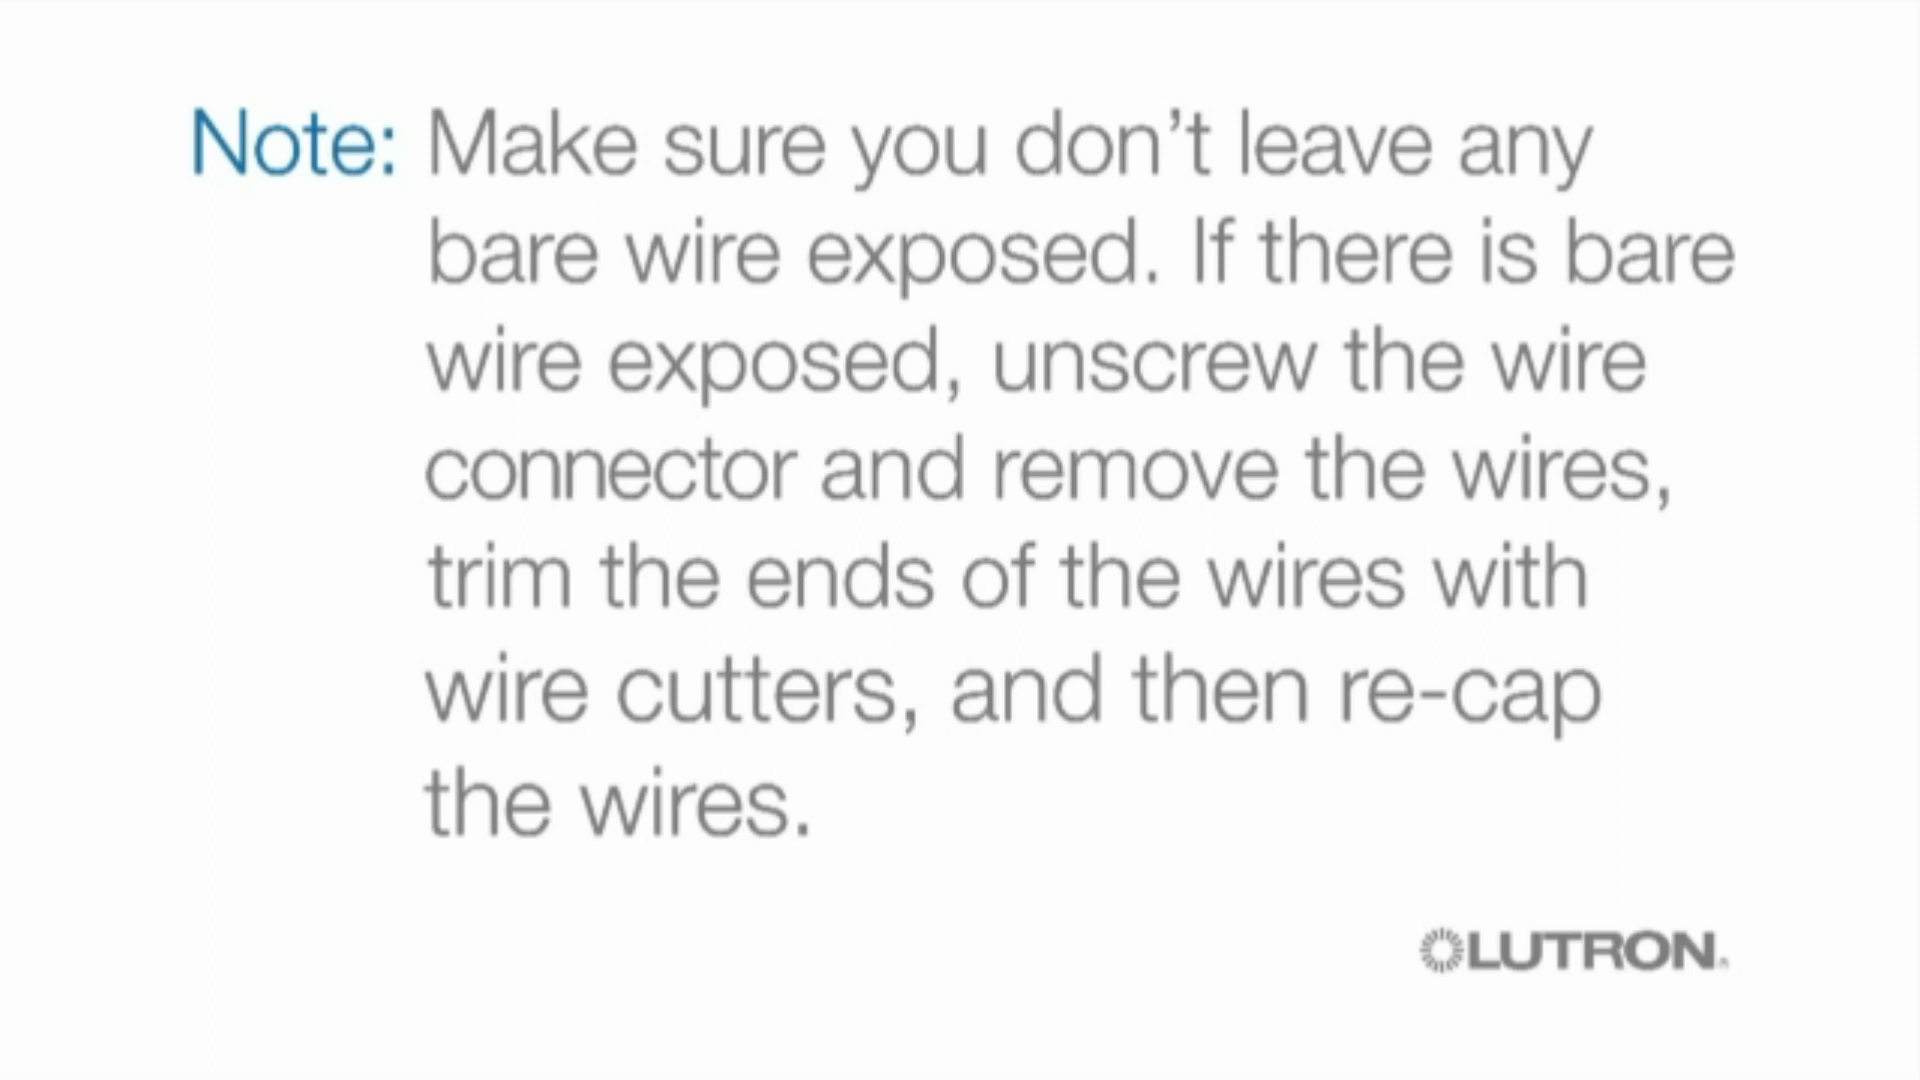 Note: Make sure you don’t leave any
bare wire exposed. If there is bare
wire exposed, unscrew the wire
connector and remove the wires,
trim the ends of the wires with
wire cutters, and then re-cap
the wires.
LUTRON